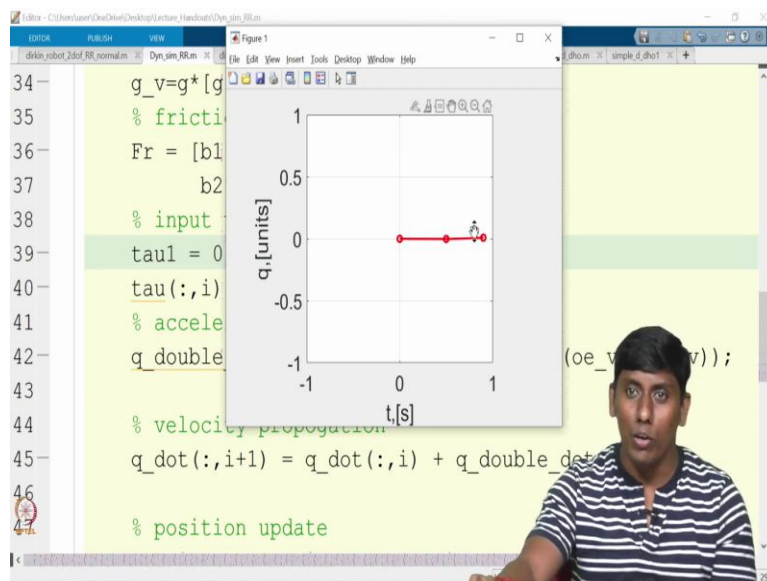 Editor - C:\Users\user\OneDrive\Desktop\Lecture_Handouts\Dyn_sim_RR.m
EDITOR PUBLISH VIEW
dirkin_robot_2dof_RR_normal.m Dyn_sim_RR.m d_dho.m simple_d_dho1
Figure 1
File Edit View Insert Tools Desktop Window Help
34 g_v=g*[g
35 % fricti
36 Fr = [b1
37 b2
38 % input
39 tau1 = 0
40 tau(:,i)
41 % accele
42 q_double_ (oe_v v));
43
44 % velocity propogation
45 q_dot(:,i+1) = q_dot(:,i) + q_double_dot
46
47 % position update
1
0.5
0
-0.5
-1
-1 0 1
q,[units]
t,[s]